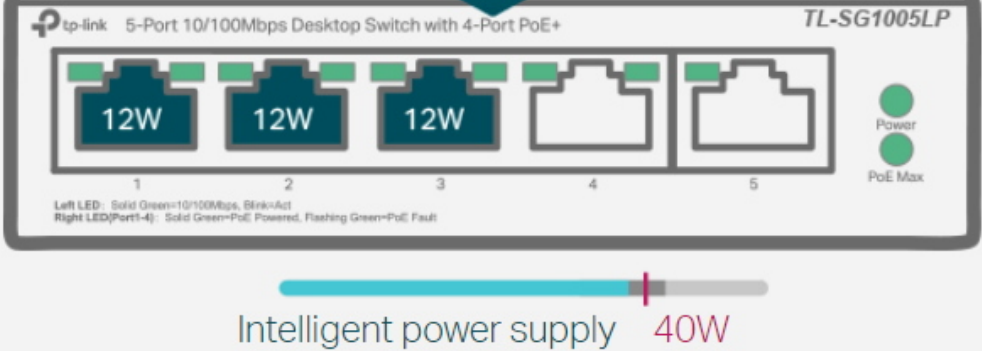 tp-link 5-Port 10/100Mbps Desktop Switch with 4-Port PoE+ TL-SG1005LP
12W 12W 12W
Power
PoE Max
1 2 3 4 5
Left LED: Solid Green=10/100Mbps, Blink=Act
Right LED(Port1-4): Solid Green=PoE Powered, Flashing Green=PoE Fault
Intelligent power supply 40W